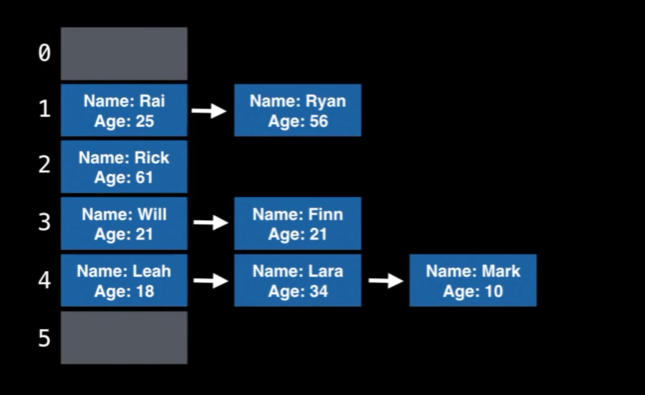 0
1
Name: Rai
Age: 25
Name: Ryan
Age: 56
2
Name: Rick
Age: 61
3
Name: Will
Age: 21
Name: Finn
Age: 21
4
Name: Leah
Age: 18
Name: Lara
Age: 34
Name: Mark
Age: 10
5